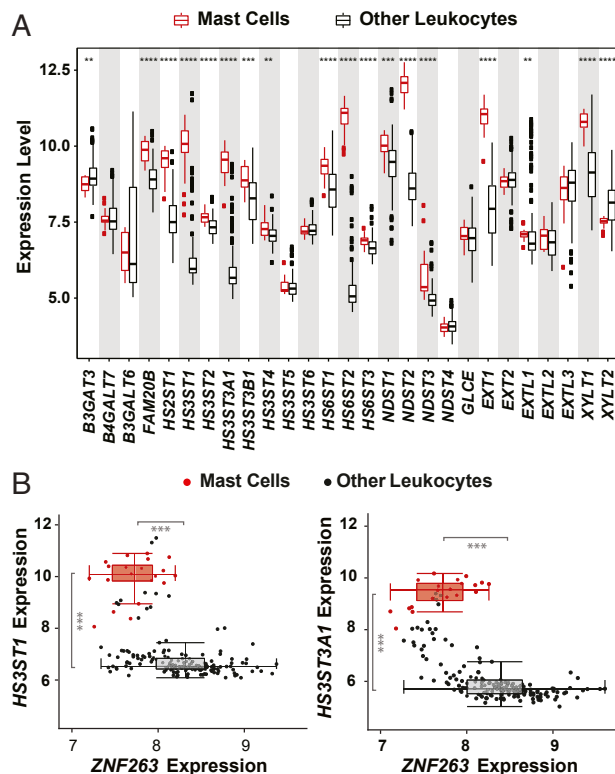 A
Mast Cells Other Leukocytes
** **** **** **** **** **** *** ** **** **** **** *** **** **** **** ** **** ****
Expression Level
12.5
10.0
7.5
5.0
B3GAT3
B4GALT7
B3GALT6
FAM20B
HS2ST1
HS3ST1
HS3ST2
HS3ST3A1
HS3ST3B1
HS3ST4
HS3ST5
HS3ST6
HS6ST1
HS6ST2
HS6ST3
NDST1
NDST2
NDST3
NDST4
GLCE
EXT1
EXT2
EXTL1
EXTL2
EXTL3
XYLT1
XYLT2
B
Mast Cells Other Leukocytes
HS3ST1 Expression
12
10
8
6
***
***
7 8 9
ZNF263 Expression
HS3ST3A1 Expression
12
10
8
6
***
***
7 8 9
ZNF263 Expression